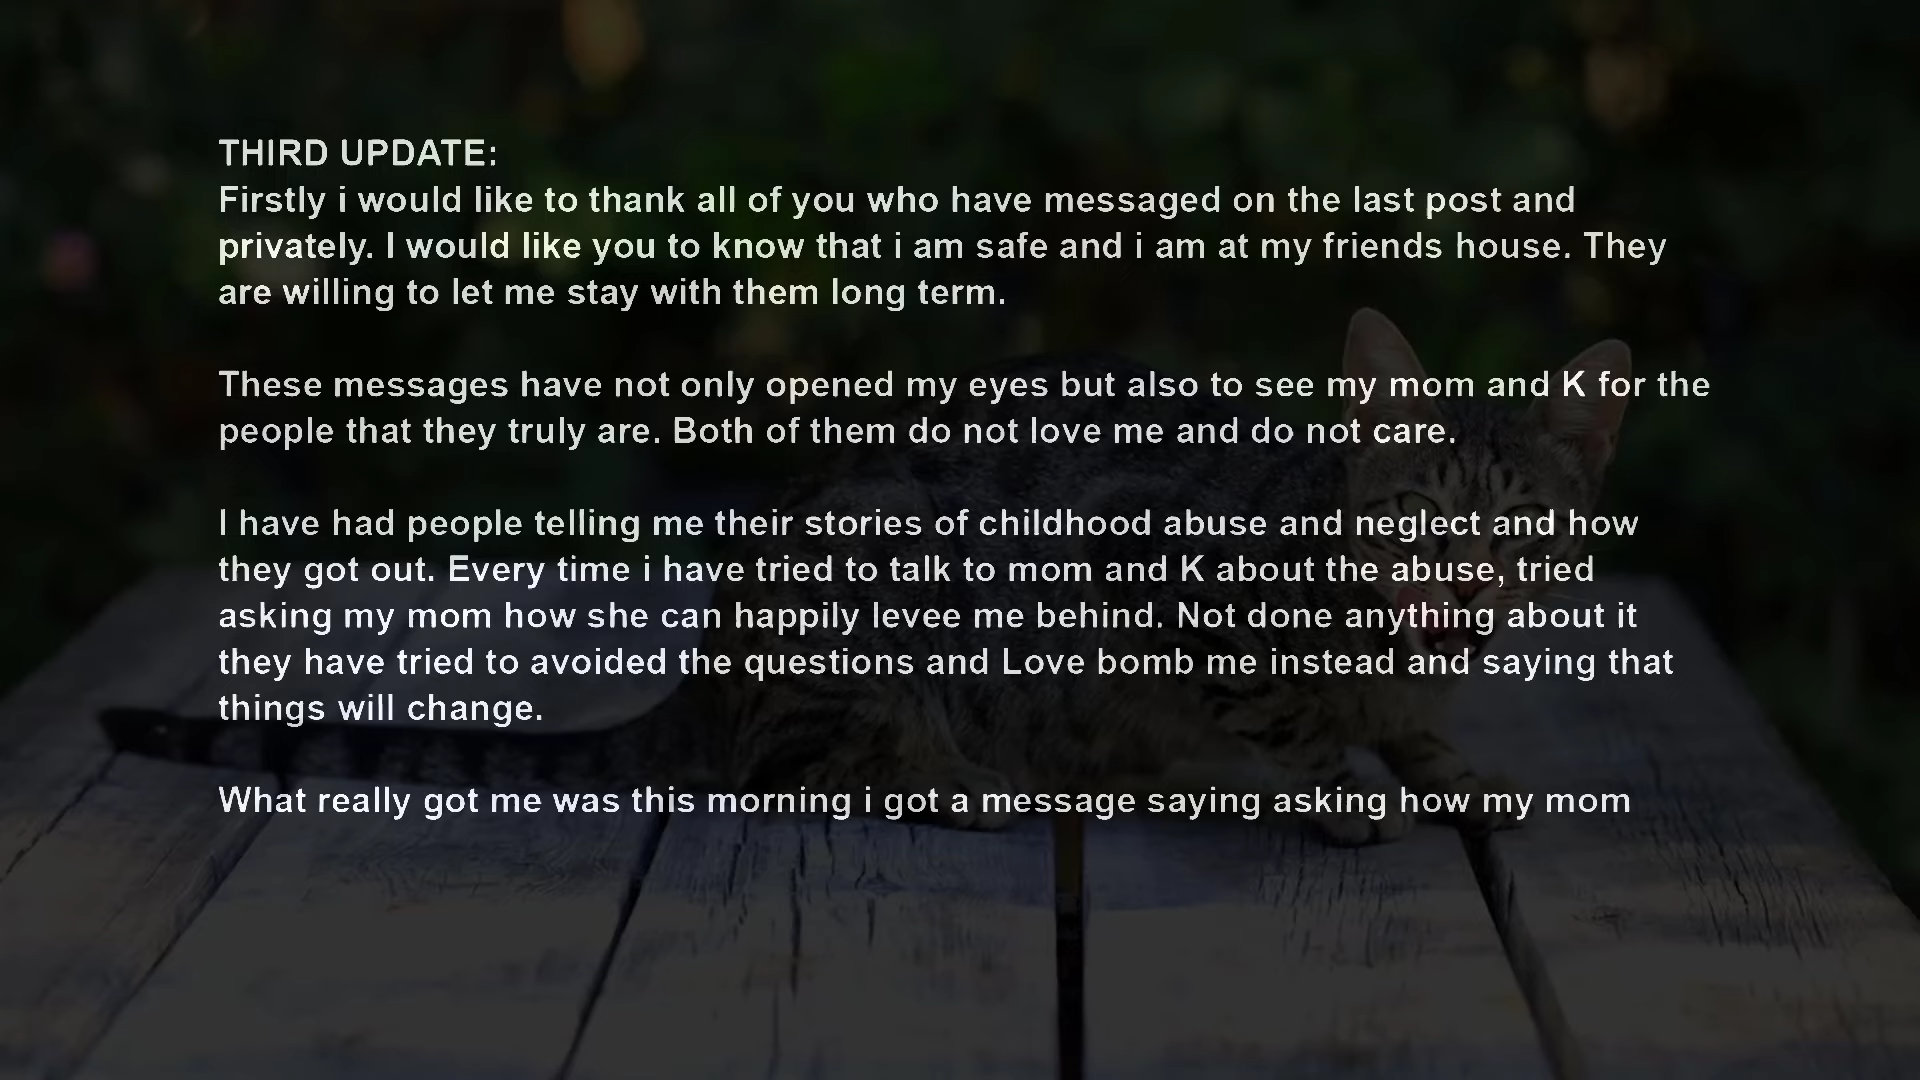 THIRD UPDATE:
Firstly i would like to thank all of you who have messaged on the last post and
privately. I would like you to know that i am safe and i am at my friends house. They
are willing to let me stay with them long term.
These messages have not only opened my eyes but also to see my mom and K for the
people that they truly are. Both of them do not love me and do not care.
I have had people telling me their stories of childhood abuse and neglect and how
they got out. Every time i have tried to talk to mom and K about the abuse, tried
asking my mom how she can happily levee me behind. Not done anything about it
they have tried to avoided the questions and Love bomb me instead and saying that
things will change.
What really got me was this morning i got a message saying asking how my mom